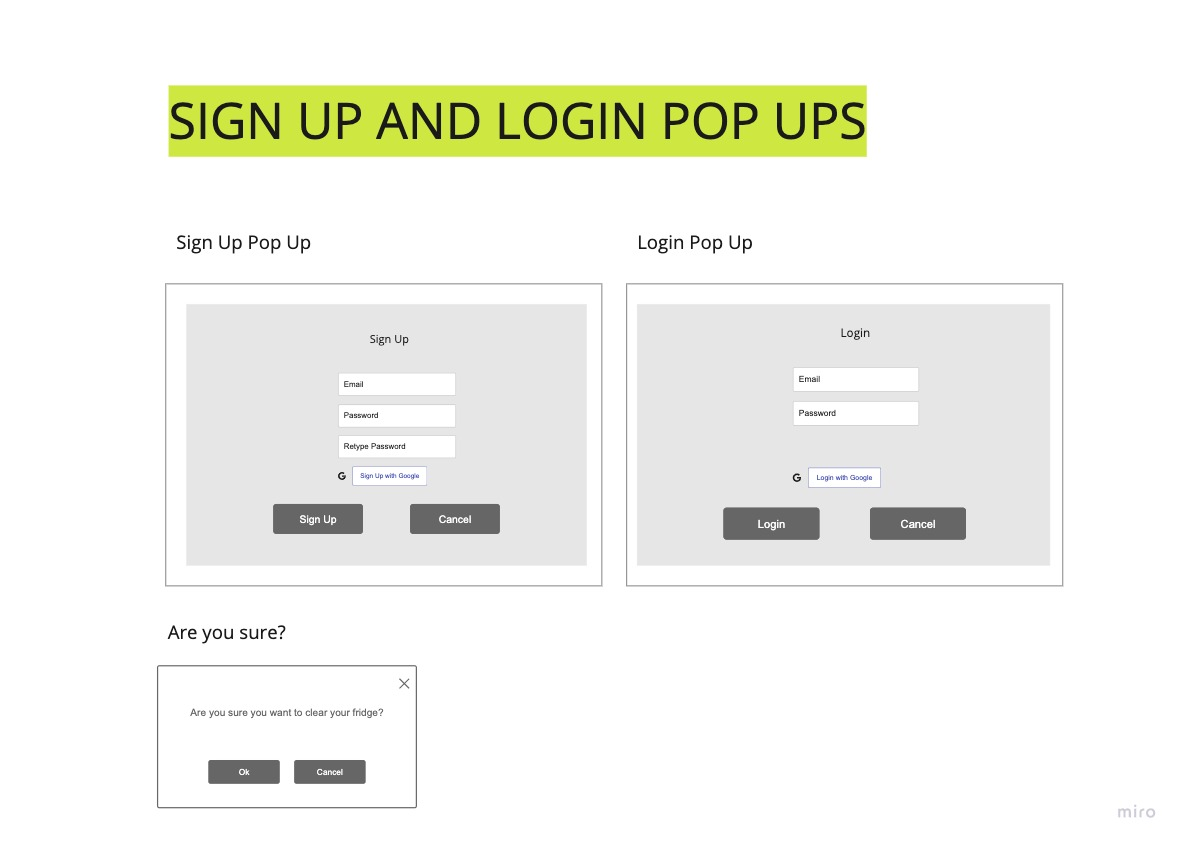 SIGN UP AND LOGIN POP UPS
Sign Up Pop Up
Sign Up
Email
Password
Retype Password
G Sign Up with Google
Sign Up
Cancel
Login Pop Up
Login
Email
Password
G Login with Google
Login
Cancel
Are you sure?
Are you sure you want to clear your fridge?
Ok
Cancel
miro